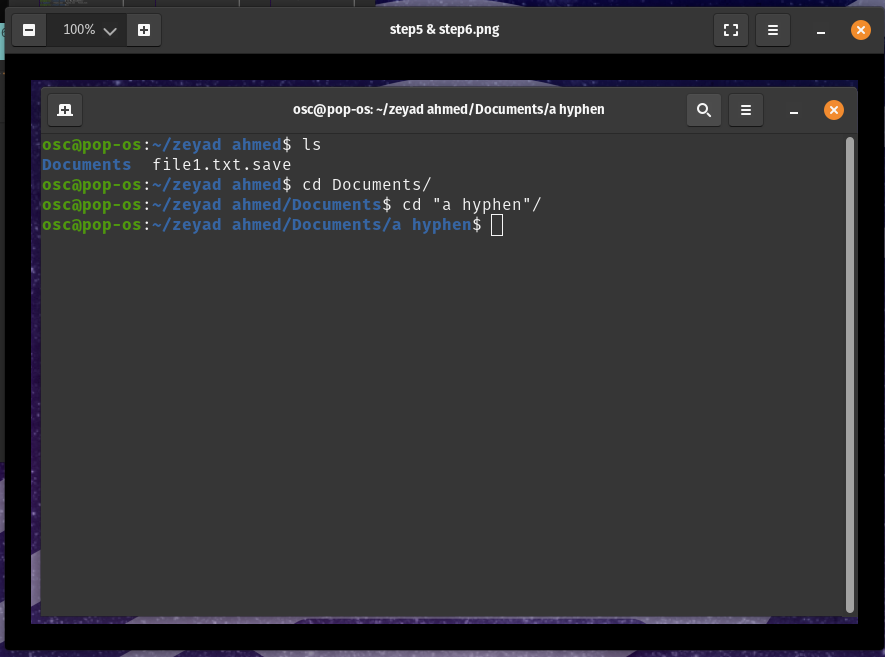 100%
step5 & step6.png
osc@pop-os: ~/zeyad ahmed/Documents/a hyphen
osc@pop-os:~/zeyad ahmed$ ls
Documents  file1.txt.save
osc@pop-os:~/zeyad ahmed$ cd Documents/
osc@pop-os:~/zeyad ahmed/Documents$ cd "a hyphen"/
osc@pop-os:~/zeyad ahmed/Documents/a hyphen$